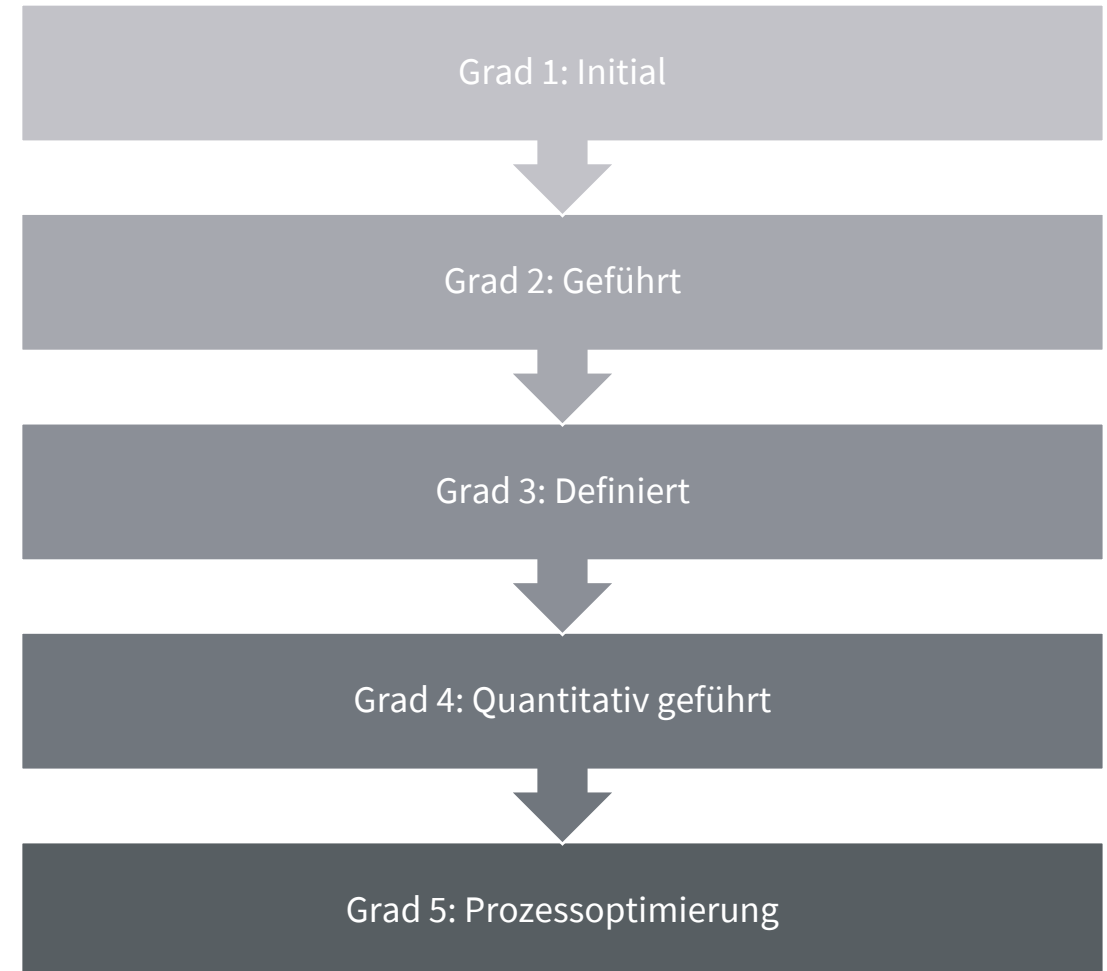 Grad 1: Initial
Grad 2: Geführt
Grad 3: Definiert
Grad 4: Quantitativ geführt
Grad 5: Prozessoptimierung